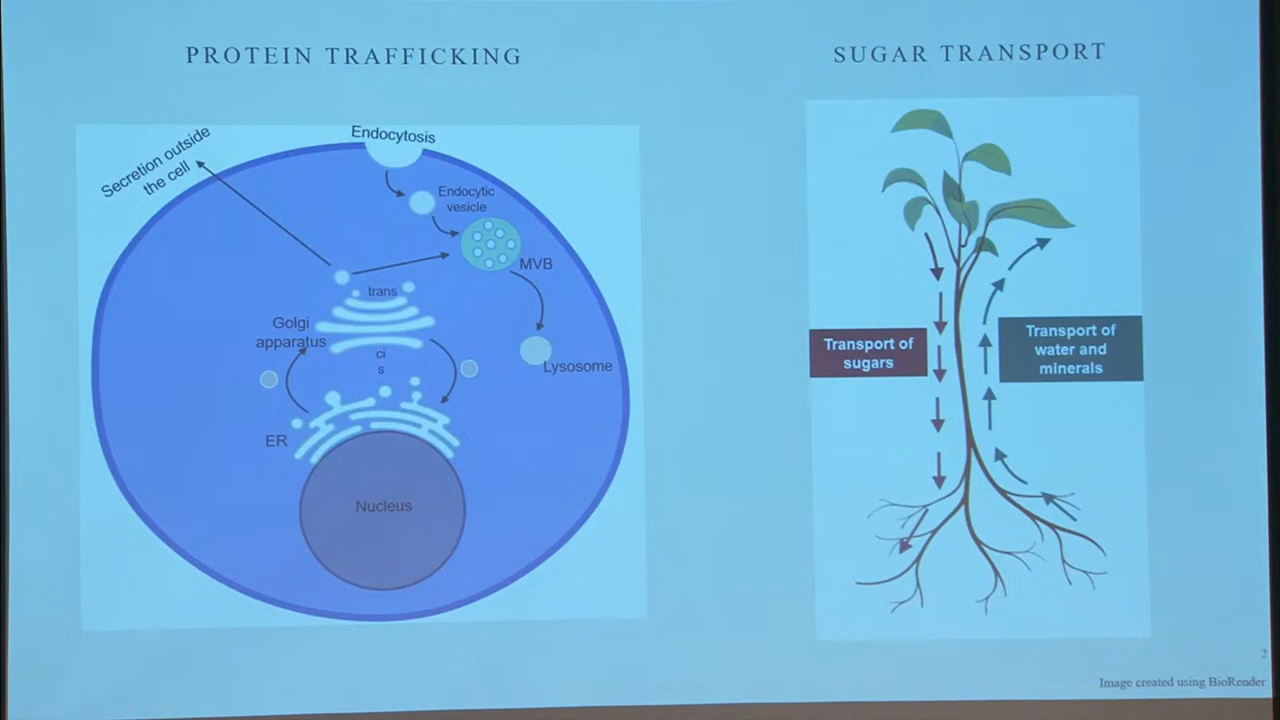 PROTEIN TRAFFICKING
SUGAR TRANSPORT
Secretion outside
the cell
Endocytosis
Endocytic
vesicle
MVB
trans
Golgi
apparatus
ci
s
Lysosome
ER
Nucleus
Transport of
sugars
Transport of
water and
minerals
2
Image created using BioRender